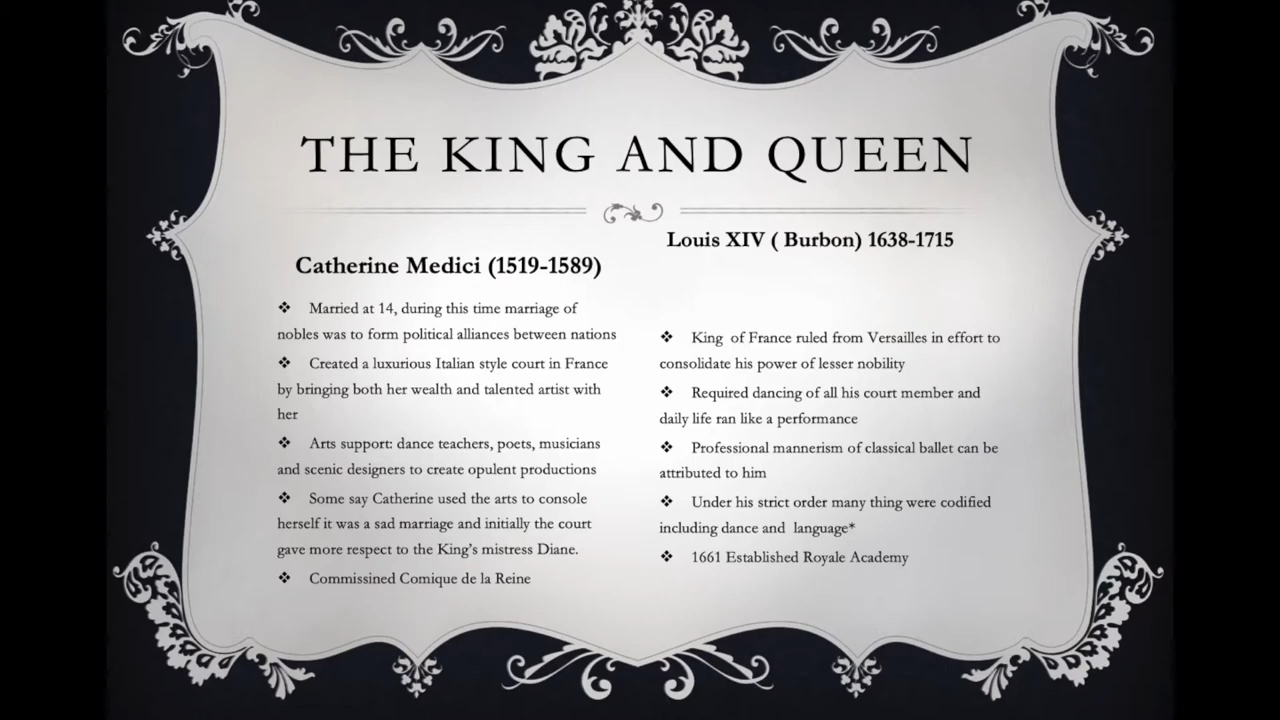 THE KING AND QUEEN
Catherine Medici (1519-1589)
❖ Married at 14, during this time marriage of
nobles was to form political alliances between nations
❖ Created a luxurious Italian style court in France
by bringing both her wealth and talented artist with
her
❖ Arts support: dance teachers, poets, musicians
and scenic designers to create opulent productions
❖ Some say Catherine used the arts to console
herself it was a sad marriage and initially the court
gave more respect to the King's mistress Diane.
❖ Commissined Comique de la Reine
Louis XIV ( Burbon) 1638-1715
❖ King of France ruled from Versailles in effort to
consolidate his power of lesser nobility
❖ Required dancing of all his court member and
daily life ran like a performance
❖ Professional mannerism of classical ballet can be
attributed to him
❖ Under his strict order many thing were codified
including dance and language*
❖ 1661 Established Royale Academy